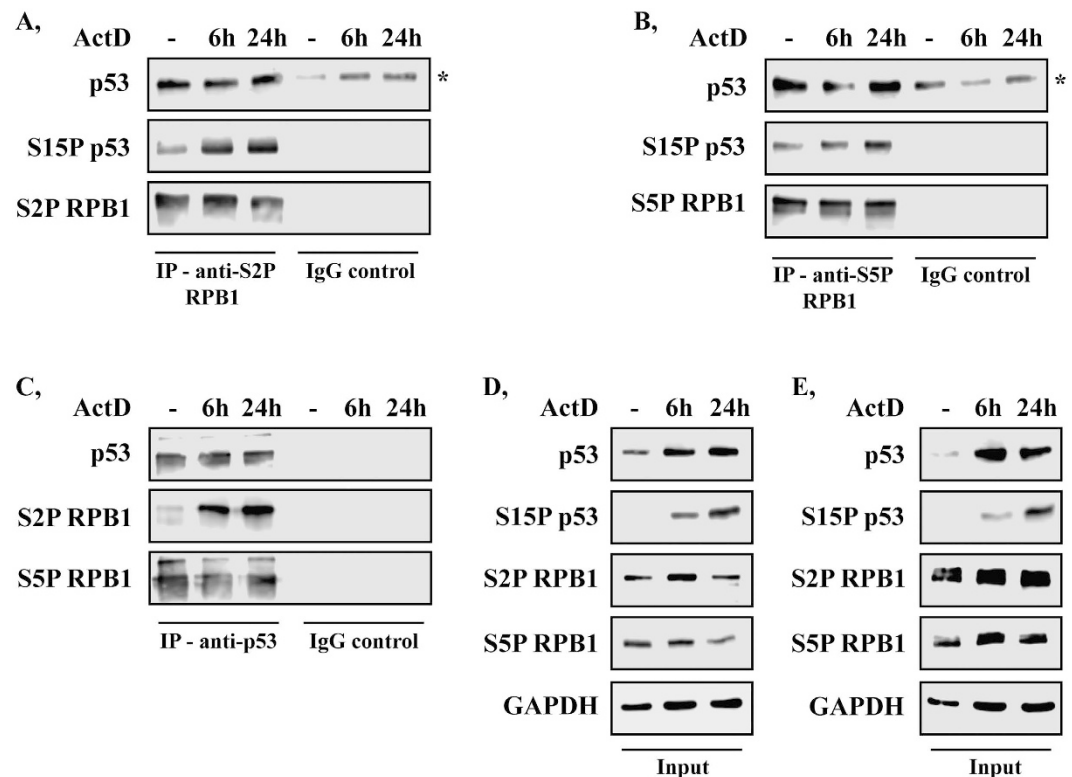 A,
ActD - 6h 24h - 6h 24h
p53 *
S15P p53
S2P RPB1
IP - anti-S2P IgG control
RPB1
B,
ActD - 6h 24h - 6h 24h
p53 *
S15P p53
S5P RPB1
IP - anti-S5P IgG control
RPB1
C,
ActD - 6h 24h - 6h 24h
p53
S2P RPB1
S5P RPB1
IP - anti-p53 IgG control
D,
ActD - 6h 24h
p53
S15P p53
S2P RPB1
S5P RPB1
GAPDH
Input
E,
ActD - 6h 24h
p53
S15P p53
S2P RPB1
S5P RPB1
GAPDH
Input